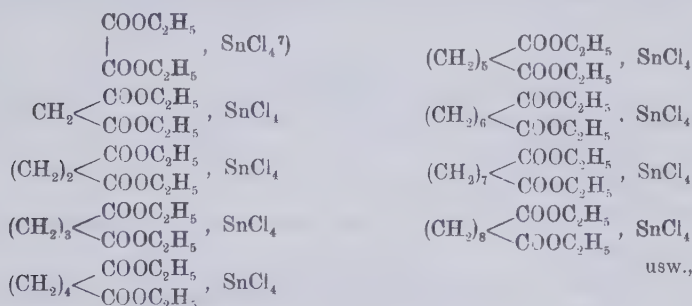 COOC₂H₅
|        , SnCl₄⁷)
COOC₂H₅
CH₂< COOC₂H₅ COOC₂H₅ , SnCl₄
(CH₂)₂< COOC₂H₅ COOC₂H₅ , SnCl₄
(CH₂)₃< COOC₂H₅ COOC₂H₅ , SnCl₄
(CH₂)₄< COOC₂H₅ COOC₂H₅ , SnCl₄
(CH₂)₅< COOC₂H₅ COOC₂H₅ , SnCl₄
(CH₂)₆< COOC₂H₅ COOC₂H₅ . SnCl₄
(CH₂)₇< COOC₂H₅ COOC₂H₅ , SnCl₄
(CH₂)₈< COOC₂H₅ COOC₂H₅ , SnCl₄
usw.,